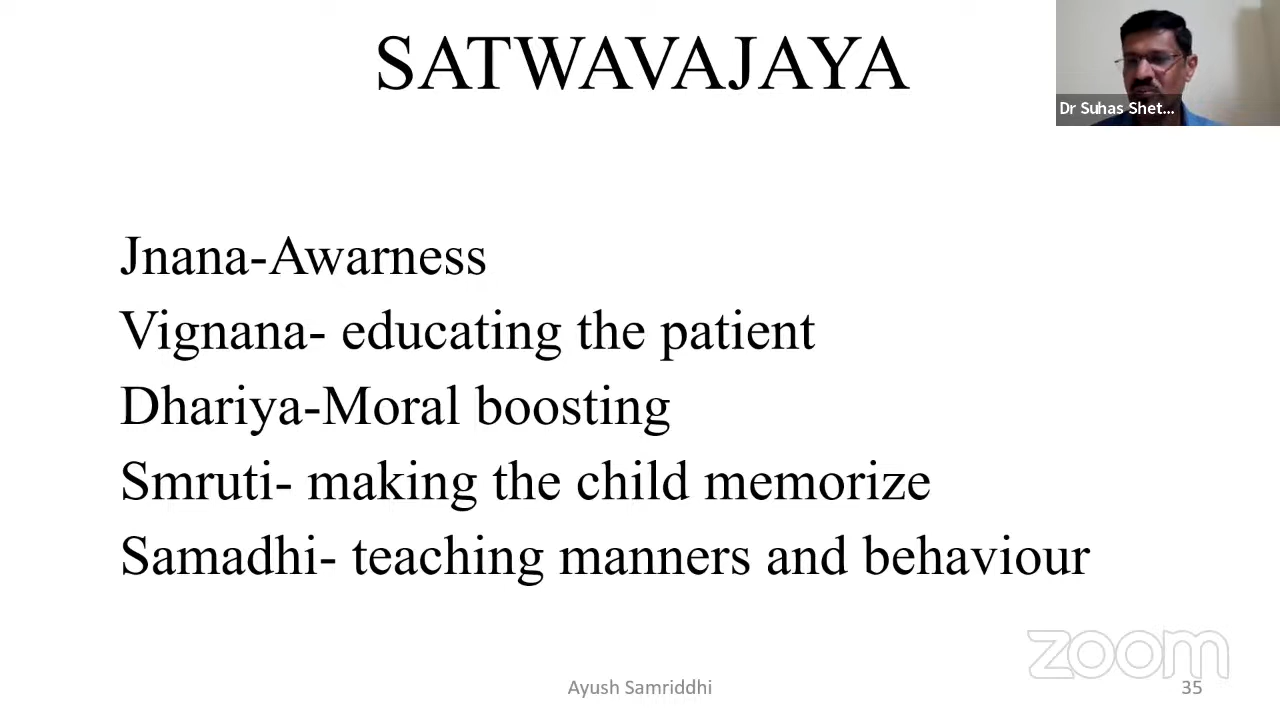 SATWAVAJAYA
Dr Suhas Shet...
Jnana-Awarness
Vignana- educating the patient
Dhariya-Moral boosting
Smruti- making the child memorize
Samadhi- teaching manners and behaviour
zoom
Ayush Samriddhi
35